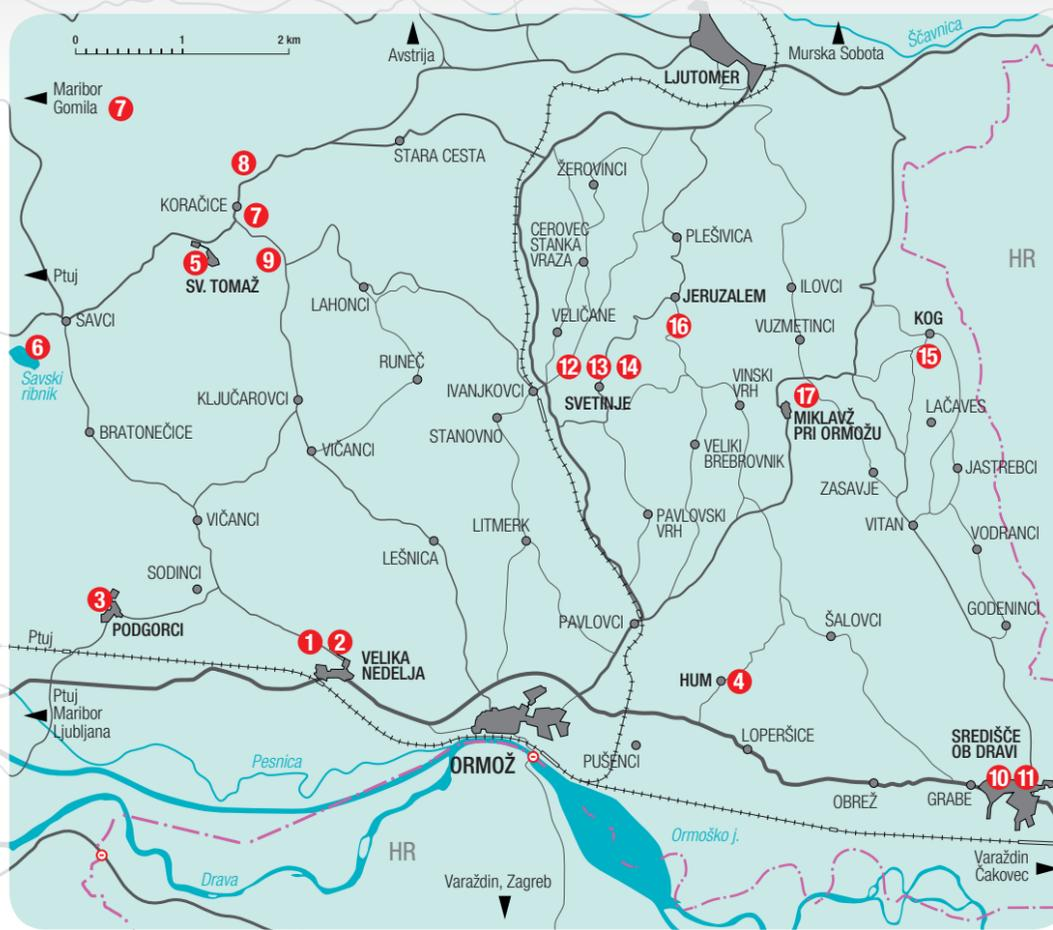 0 1 2 km
Avstrija
Murska Sobota
Ščavnica
LJUTOMER
Maribor
Gomila 7
STARA CESTA
8
ŽEROVINCI
KORAČICE
7
CEROVEC
STANKA
VRAZA
PLEŠIVICA
5
9
SV. TOMAŽ
HR
Ptuj
LAHONCI
JERUZALEM
ILOVCI
SAVCI
VELIČANE
16
VUZMETINCI
KOG
6
Savski
ribnik
RUNEČ
12 13 14
15
IVANJKOVCI
SVETINJE
VINSKI
VRH
17
MIKLAVŽ
PRI ORMOŽU
KLJUČAROVCI
LAČAVES
BRATONEČICE
STANOVNO
VIČANCI
VELIKI
BREBROVNIK
JASTREBCI
ZASAVJE
VIČANCI
LITMERK
PAVLOVSKI
VRH
VITAN
VODRANCI
LEŠNICA
SODINCI
3
PODGORCI
GODENINCI
PAVLOVCI
ŠALOVCI
Ptuj
1 2
VELIKA
NEDELJA
HUM 4
Ptuj
Maribor
Ljubljana
LOPERŠICE
SREDIŠČE
OB DRAVI
Pesnica
ORMOŽ
PUŠENCI
10 11
OBREŽ
GRABE
Ormoško j.
HR
Varaždin
Čakovec
Drava
Varaždin, Zagreb